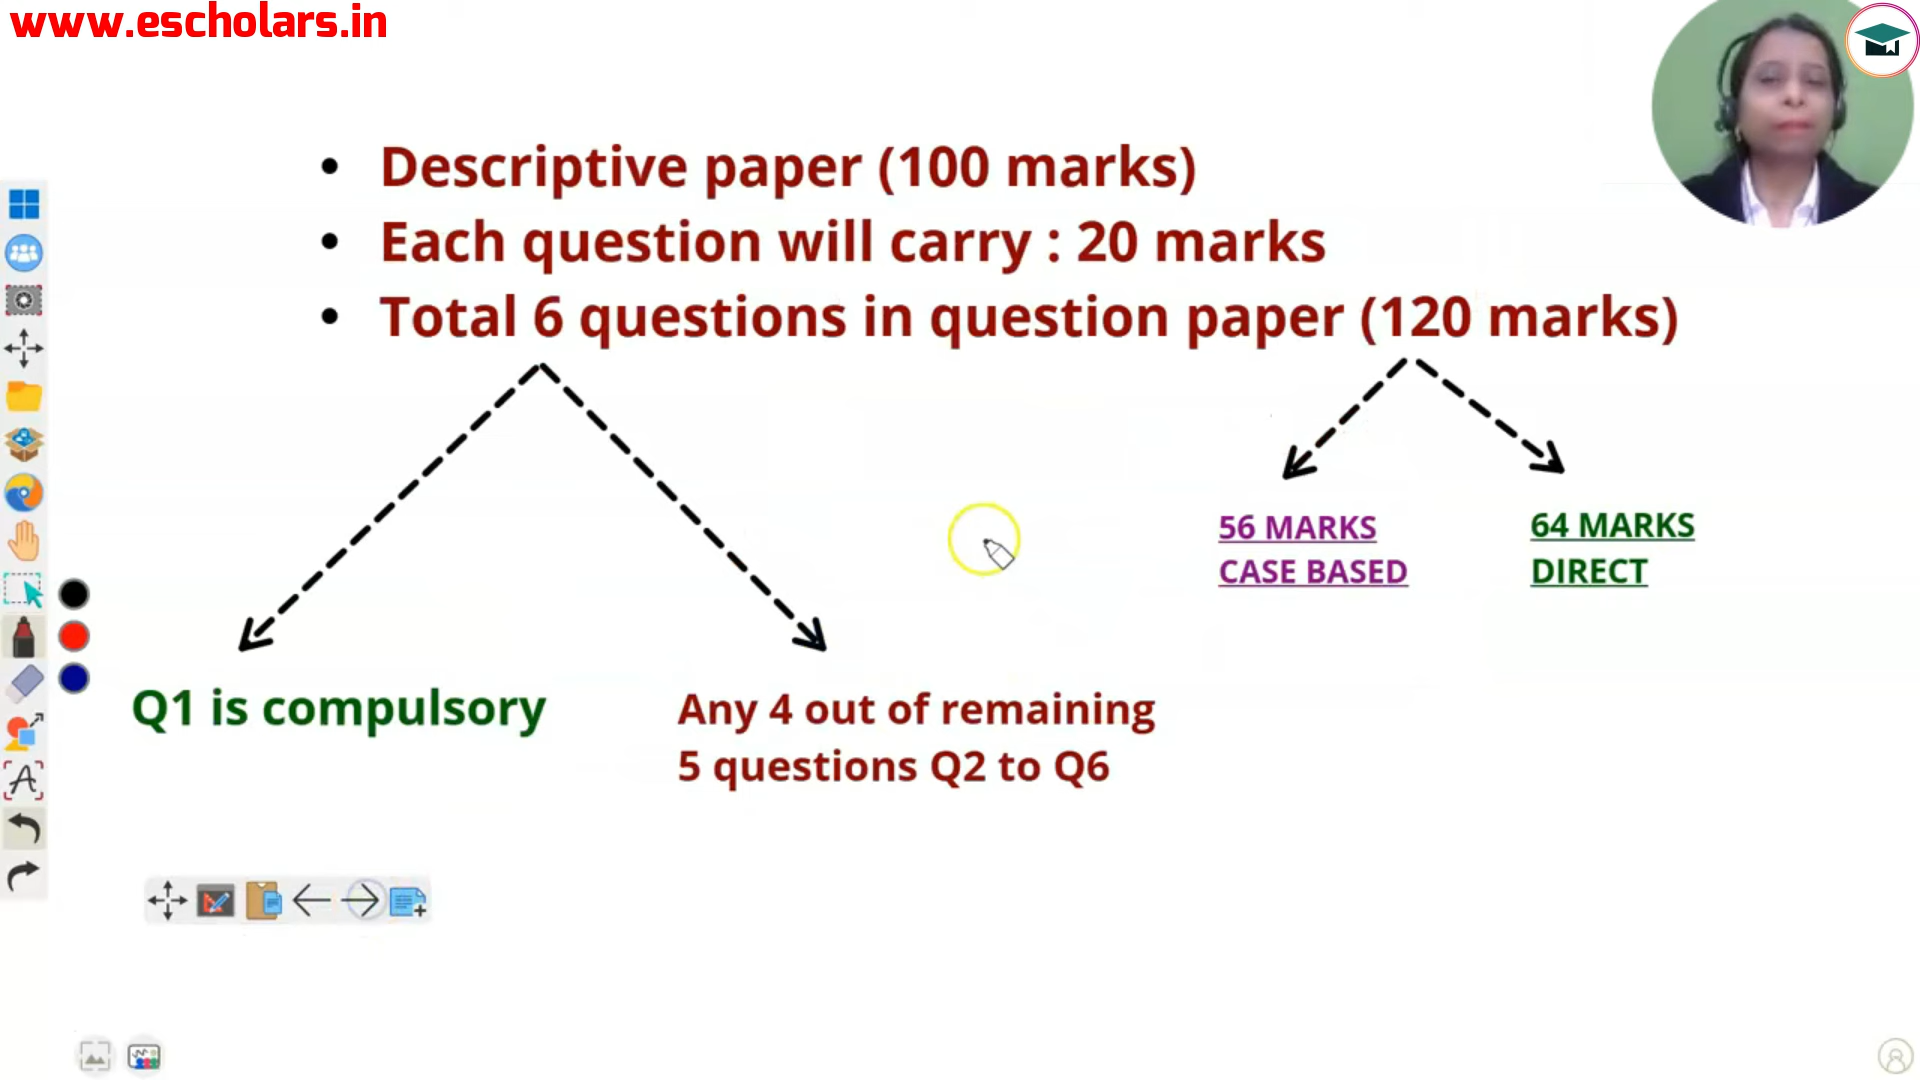 www.escholars.in
• Descriptive paper (100 marks)
• Each question will carry : 20 marks
• Total 6 questions in question paper (120 marks)
56 MARKS
CASE BASED
64 MARKS
DIRECT
Q1 is compulsory
Any 4 out of remaining
5 questions Q2 to Q6